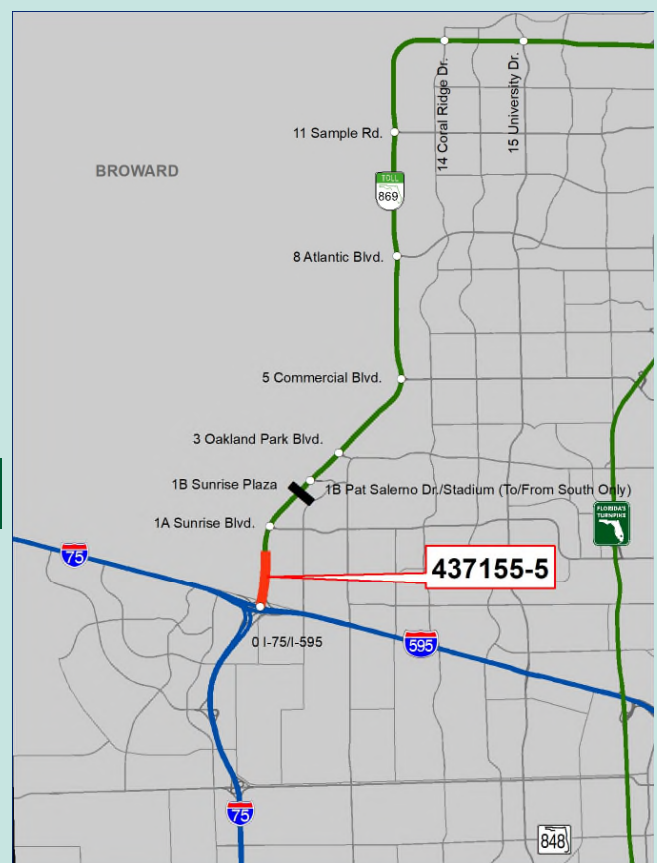 14 Coral Ridge Dr.
15 University Dr.
11 Sample Rd.
BROWARD
TOLL
869
8 Atlantic Blvd.
5 Commercial Blvd.
3 Oakland Park Blvd.
1B Sunrise Plaza
1B Pat Salerno Dr./Stadium (To/From South Only)
1A Sunrise Blvd.
FLORIDA'S
TURNPIKE
75
437155-5
0 I-75/I-595
595
75
848